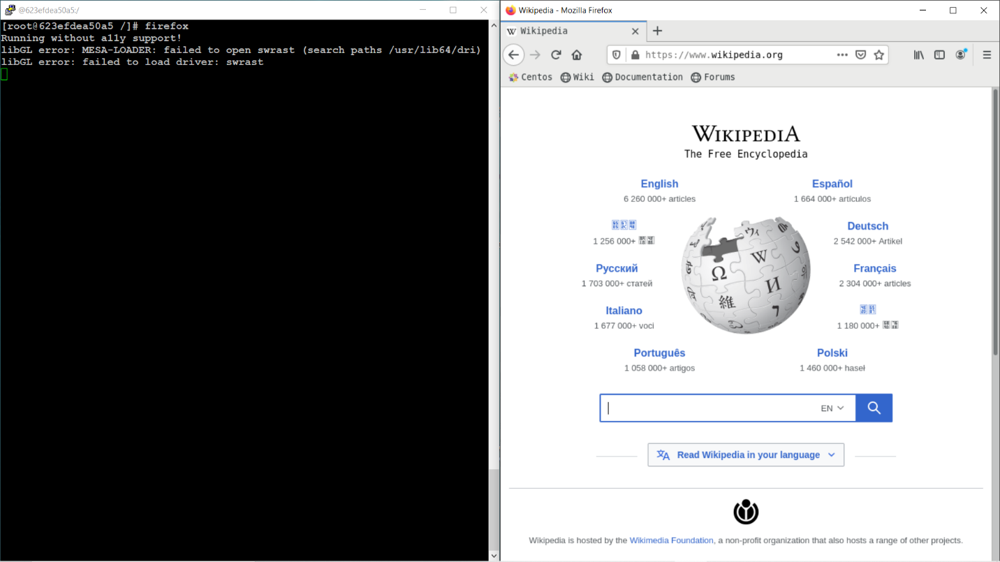 @623efdea50a5:/
[root@623efdea50a5 /]# firefox
Running without a11y support!
libGL error: MESA-LOADER: failed to open swrast (search paths /usr/lib64/dri)
libGL error: failed to load driver: swrast
Wikipedia - Mozilla Firefox
W Wikipedia
https://www.wikipedia.org
Centos Wiki Documentation Forums
WIKIPEDIA
The Free Encyclopedia
English
6 260 000+ articles
Español
1 664 000+ artículos
1 256 000+
Deutsch
2 542 000+ Artikel
Русский
1 703 000+ статей
Français
2 304 000+ articles
Italiano
1 677 000+ voci
1 180 000+
Português
1 058 000+ artigos
Polski
1 460 000+ haseł
Ω W И 維 ウィ
EN
Read Wikipedia in your language
Wikipedia is hosted by the Wikimedia Foundation, a non-profit organization that also hosts a range of other projects.